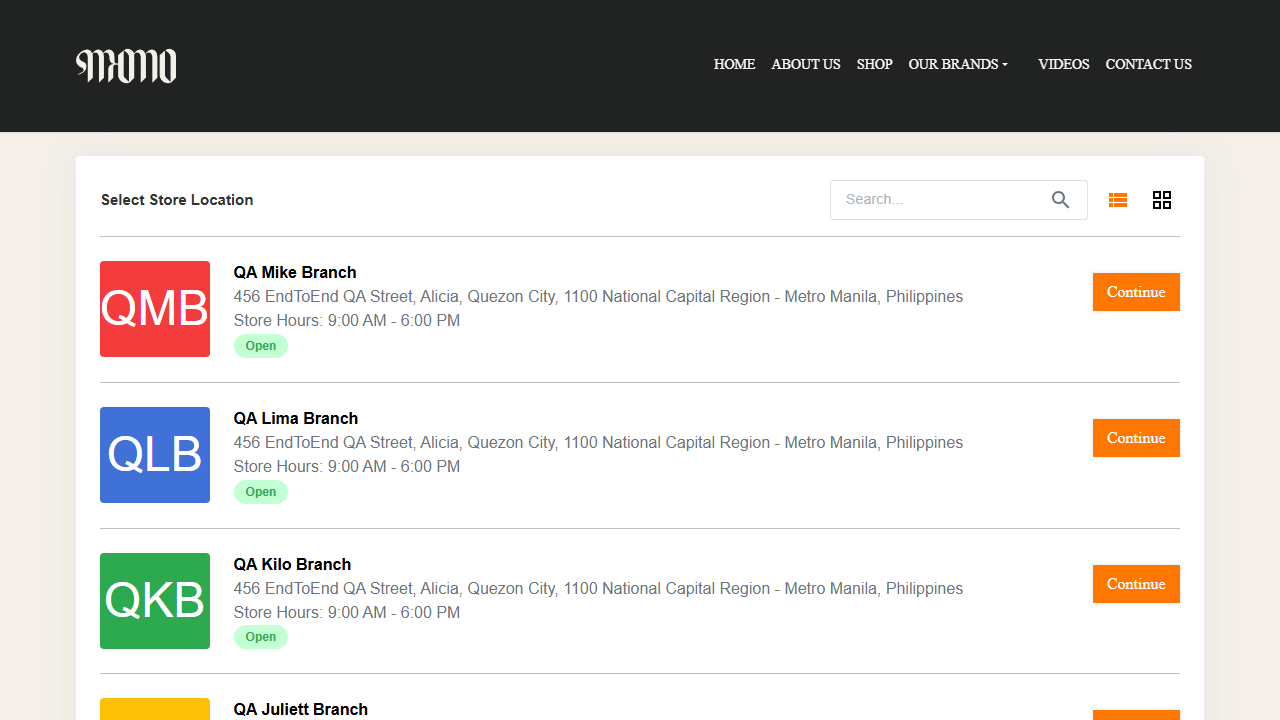 MOMO
HOME ABOUT US SHOP OUR BRANDS VIDEOS CONTACT US
Select Store Location
Search...
QMB
QA Mike Branch
456 EndToEnd QA Street, Alicia, Quezon City, 1100 National Capital Region - Metro Manila, Philippines
Store Hours: 9:00 AM - 6:00 PM
Open
Continue
QLB
QA Lima Branch
456 EndToEnd QA Street, Alicia, Quezon City, 1100 National Capital Region - Metro Manila, Philippines
Store Hours: 9:00 AM - 6:00 PM
Open
Continue
QKB
QA Kilo Branch
456 EndToEnd QA Street, Alicia, Quezon City, 1100 National Capital Region - Metro Manila, Philippines
Store Hours: 9:00 AM - 6:00 PM
Open
Continue
QA Juliett Branch